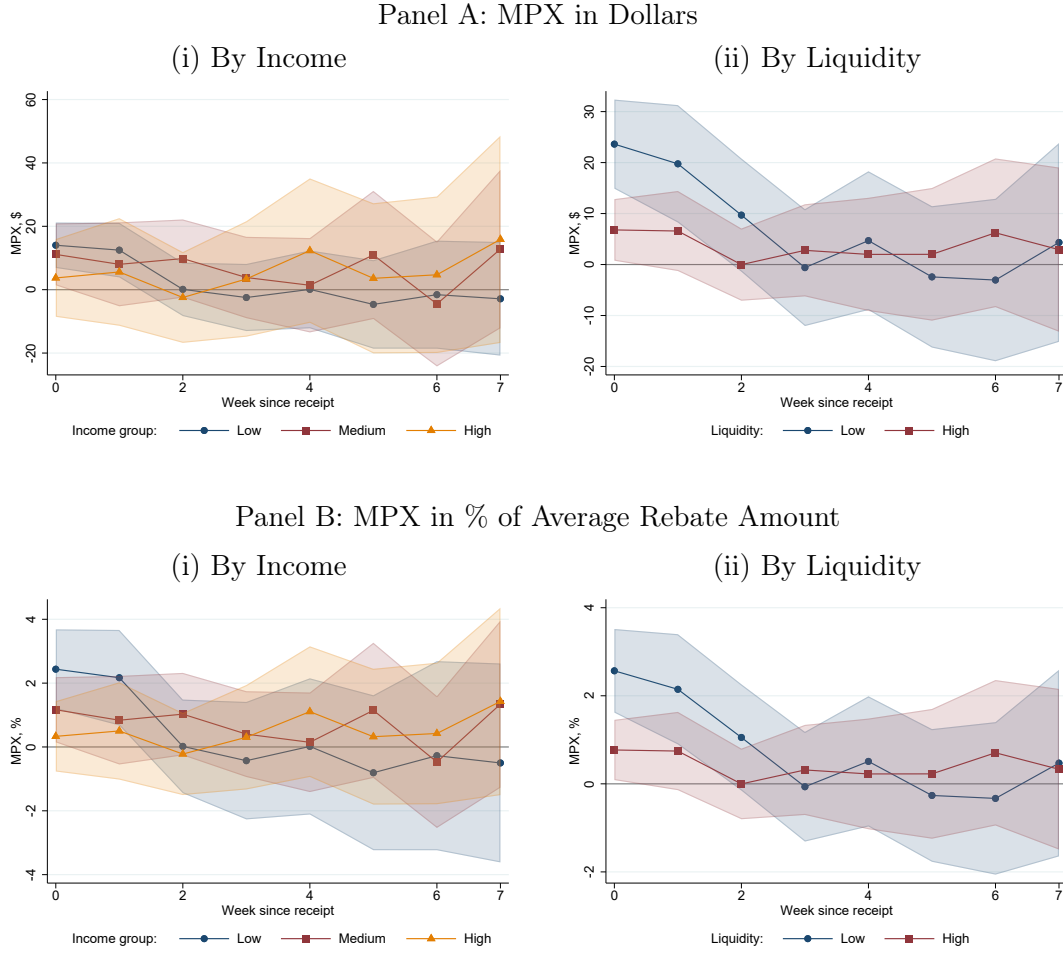 Panel A: MPX in Dollars
(i) By Income
(ii) By Liquidity
MPX, $
60
40
20
0
-20
0 2 4 6 7
Week since receipt
Income group: Low Medium High
MPX, $
30
20
10
0
-10
-20
0 2 4 6 7
Week since receipt
Liquidity: Low High
Panel B: MPX in % of Average Rebate Amount
(i) By Income
(ii) By Liquidity
MPX, %
4
2
0
-2
-4
0 2 4 6 7
Week since receipt
Income group: Low Medium High
MPX, %
4
2
0
-2
0 2 4 6 7
Week since receipt
Liquidity: Low High